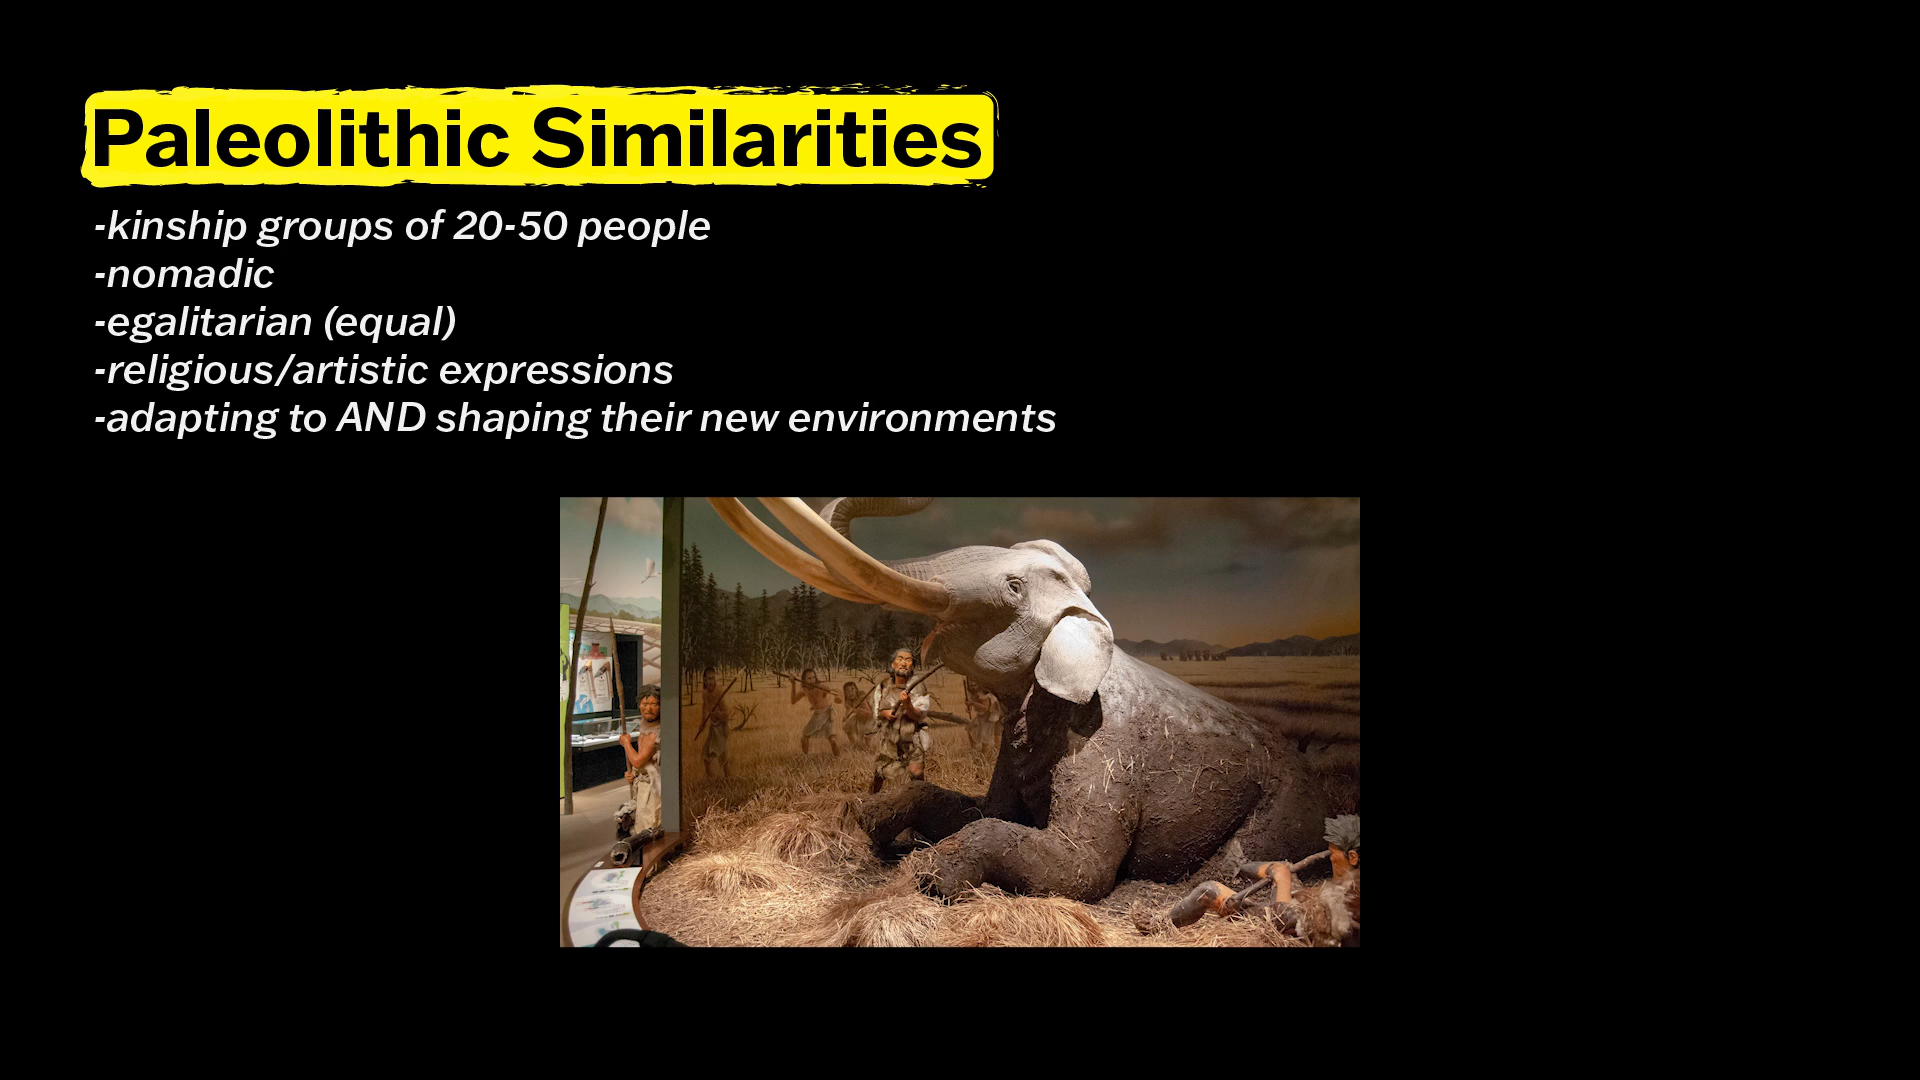 Paleolithic Similarities
-kinship groups of 20-50 people
-nomadic
-egalitarian (equal)
-religious/artistic expressions
-adapting to AND shaping their new environments